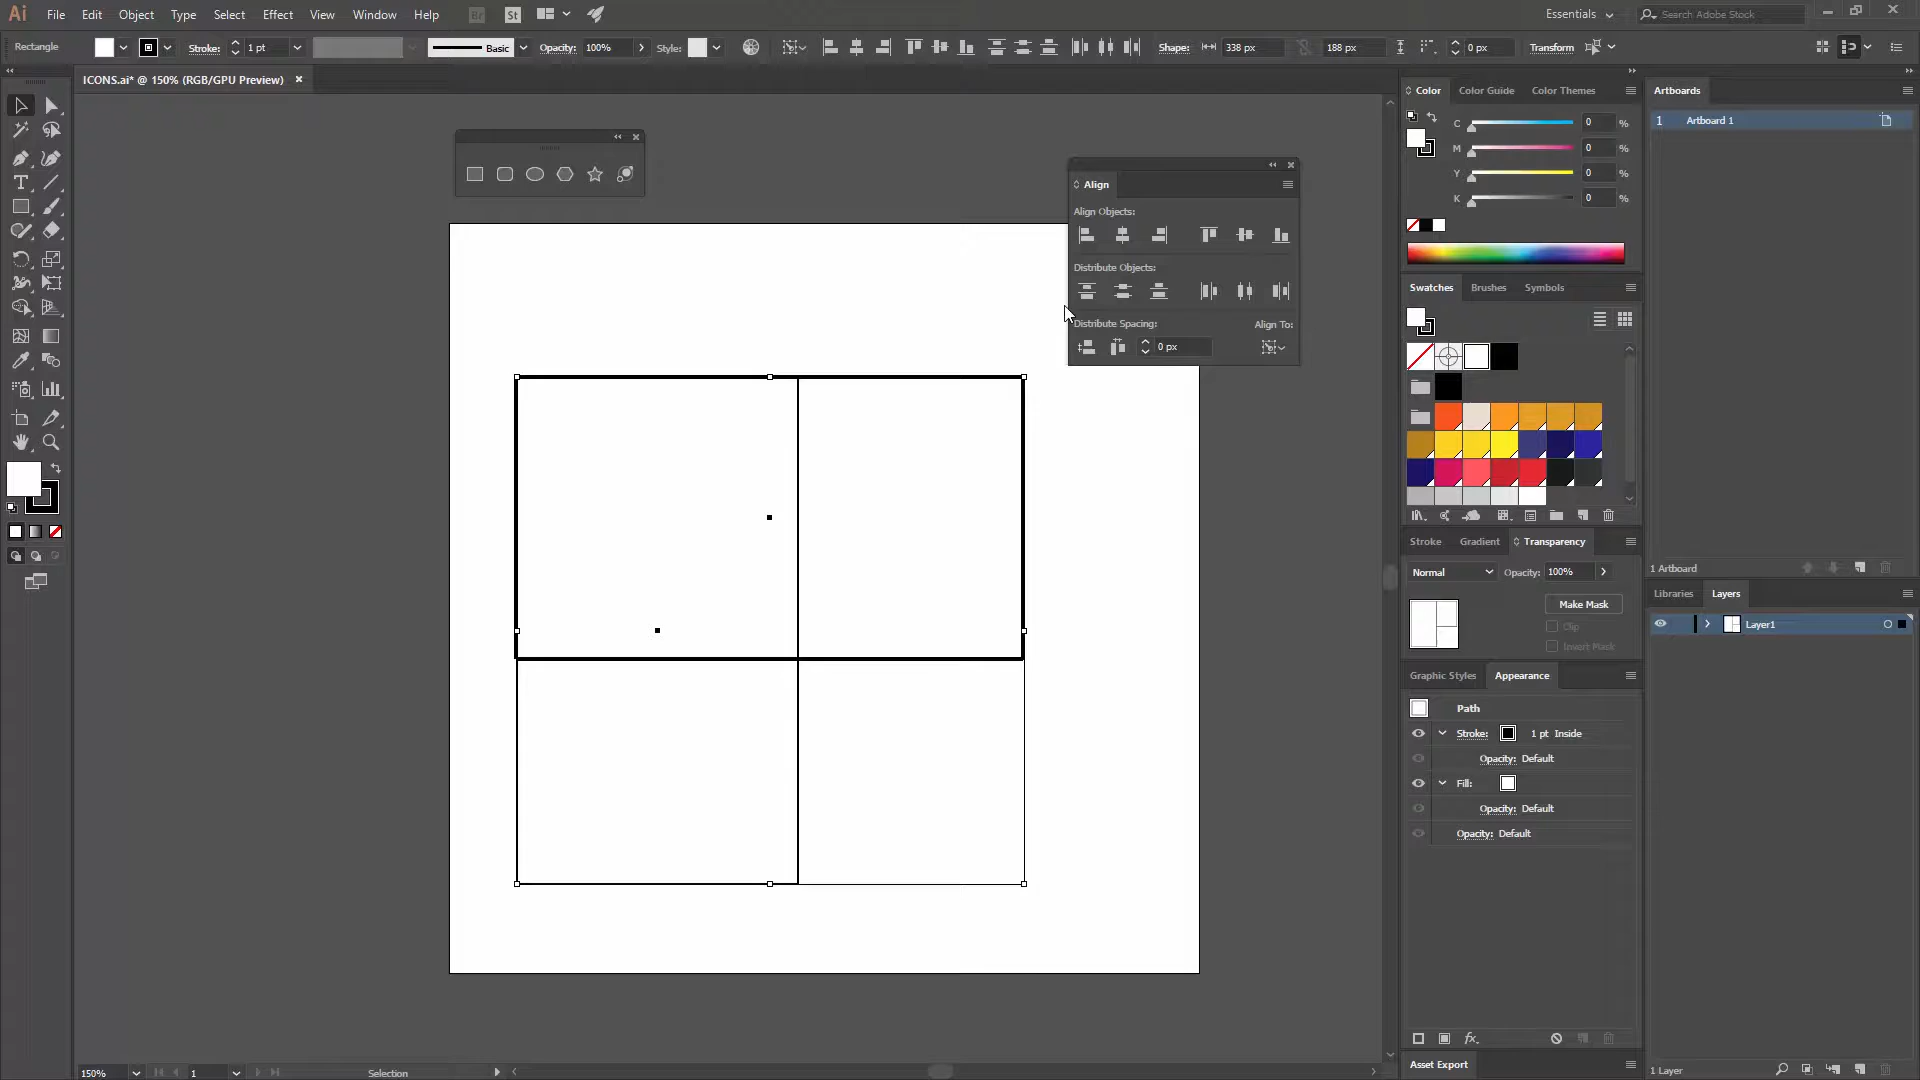 Ai File Edit Object Type Select Effect View Window Help Br St Essentials Search Adobe Stock
Rectangle Stroke: 1 pt Basic Opacity: 100% Style: Shape: 338 px 188 px 0 px Transform
ICONS.ai* @ 150% (RGB/GPU Preview)
Align
Align Objects:
Distribute Objects:
Distribute Spacing: Align To:
0 px
Color Color Guide Color Themes
C 0 %
M 0 %
Y 0 %
K 0 %
Swatches Brushes Symbols
Stroke Gradient Transparency
Normal Opacity: 100%
Make Mask
Clip
Invert Mask
Graphic Styles Appearance
Path
Stroke: 1 pt Inside
Opacity: Default
Fill:
Opacity: Default
Opacity: Default
Asset Export
Artboards
1 Artboard 1
1 Artboard
Libraries Layers
Layer1
1 Layer
150% 1 Selection